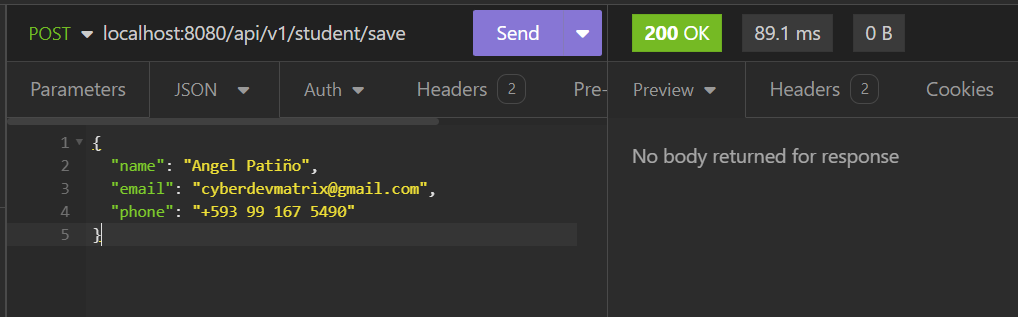 POST localhost:8080/api/v1/student/save Send
200 OK 89.1 ms 0 B
Parameters JSON Auth Headers 2 Pre-
Preview Headers 2 Cookies
1 {
2 "name": "Angel Patiño",
3 "email": "cyberdevmatrix@gmail.com",
4 "phone": "+593 99 167 5490"
5 }
No body returned for response